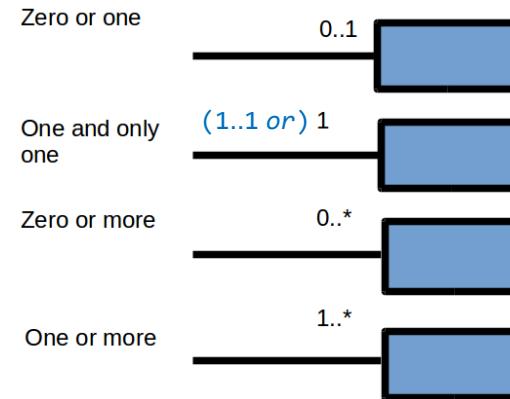 Zero or one
0..1
One and only
one
(1..1 or) 1
Zero or more
0..*
One or more
1..*